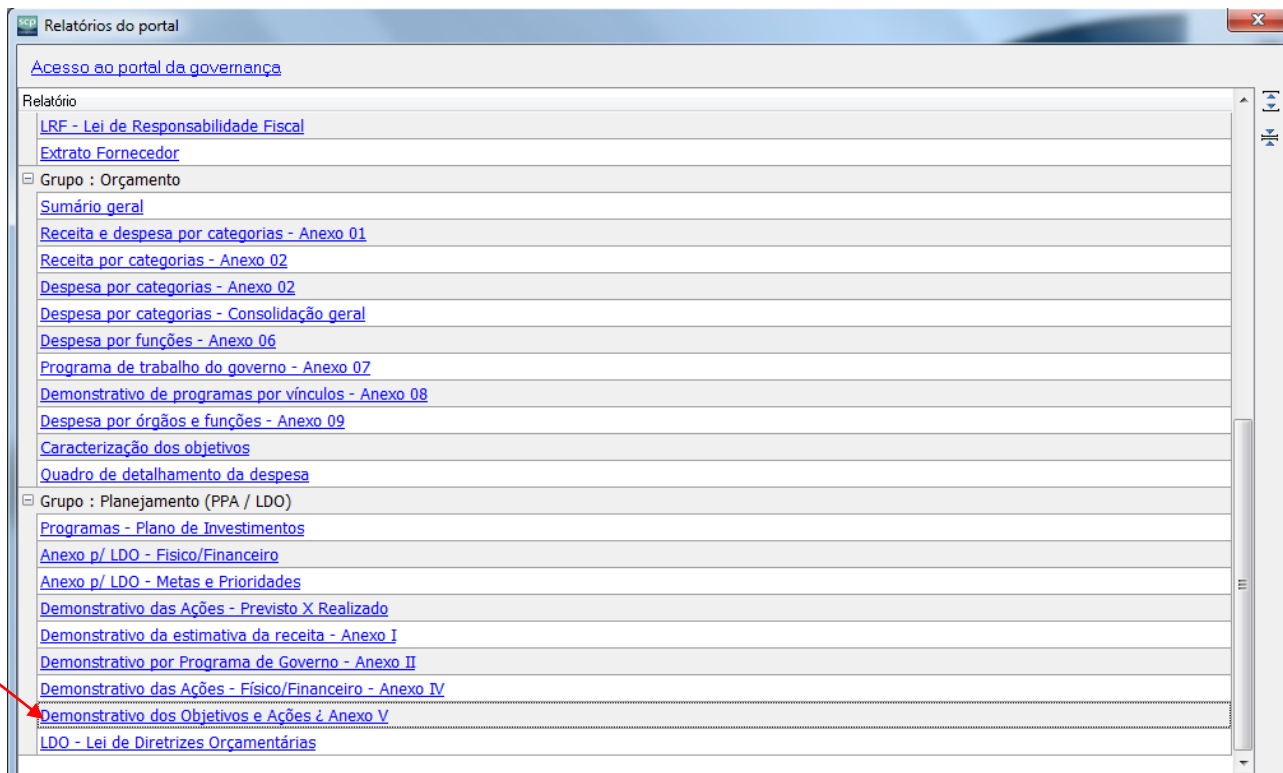 scp
Relatórios do portal
Acesso ao portal da governança
Relatório
LRF - Lei de Responsabilidade Fiscal
Extrato Fornecedor
Grupo : Orçamento
Sumário geral
Receita e despesa por categorias - Anexo 01
Receita por categorias - Anexo 02
Despesa por categorias - Anexo 02
Despesa por categorias - Consolidação geral
Despesa por funções - Anexo 06
Programa de trabalho do governo - Anexo 07
Demonstrativo de programas por vínculos - Anexo 08
Despesa por órgãos e funções - Anexo 09
Caracterização dos objetivos
Quadro de detalhamento da despesa
Grupo : Planejamento (PPA / LDO)
Programas - Plano de Investimentos
Anexo p/ LDO - Fisico/Financeiro
Anexo p/ LDO - Metas e Prioridades
Demonstrativo das Ações - Previsto X Realizado
Demonstrativo da estimativa da receita - Anexo I
Demonstrativo por Programa de Governo - Anexo II
Demonstrativo das Ações - Físico/Financeiro - Anexo IV
Demonstrativo dos Objetivos e Ações ¿ Anexo V
LDO - Lei de Diretrizes Orçamentárias